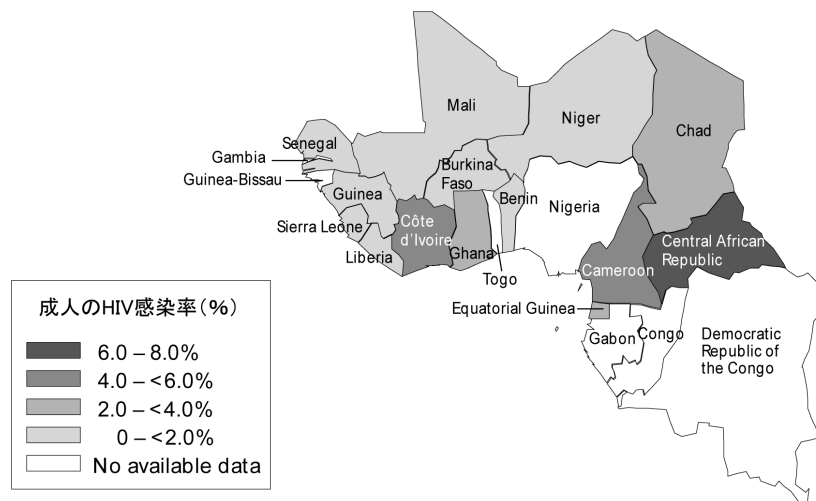 Mali
Niger
Chad
Senegal
Gambia
Guinea-Bissau
Burkina
Faso
Guinea
Benin
Nigeria
Sierra Leone
Côte
d'Ivoire
Ghana
Liberia
Togo
Central African
Republic
Cameroon
Equatorial Guinea
Gabon
Congo
Democratic
Republic of
the Congo
成人のHIV感染率(%)
6.0 – 8.0%
4.0 – <6.0%
2.0 – <4.0%
0 – <2.0%
No available data